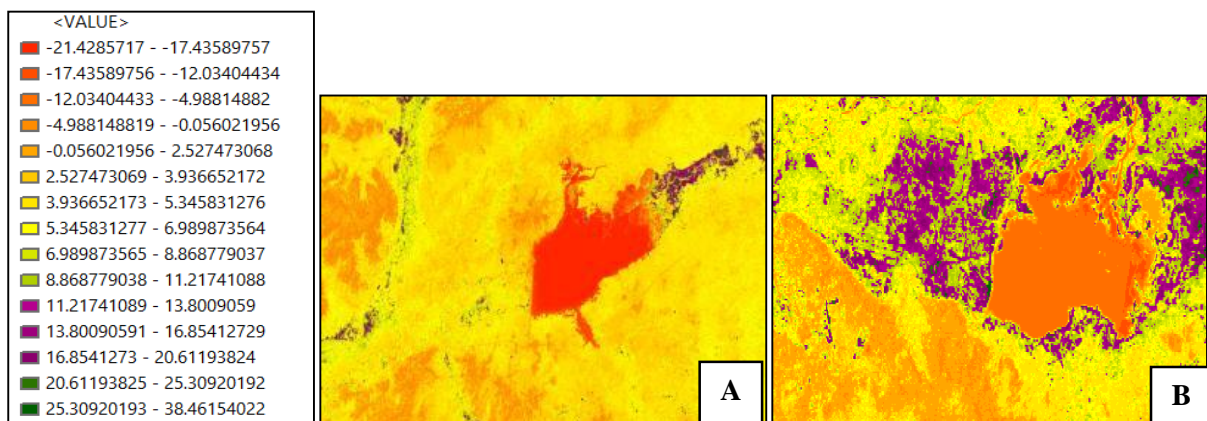 <VALUE>
-21.4285717 - -17.43589757
-17.43589756 - -12.03404434
-12.03404433 - -4.98814882
-4.988148819 - -0.056021956
-0.056021956 - 2.527473068
2.527473069 - 3.936652172
3.936652173 - 5.345831276
5.345831277 - 6.989873564
6.989873565 - 8.868779037
8.868779038 - 11.21741088
11.21741089 - 13.8009059
13.80090591 - 16.85412729
16.8541273 - 20.61193824
20.61193825 - 25.30920192
25.30920193 - 38.46154022
A
B